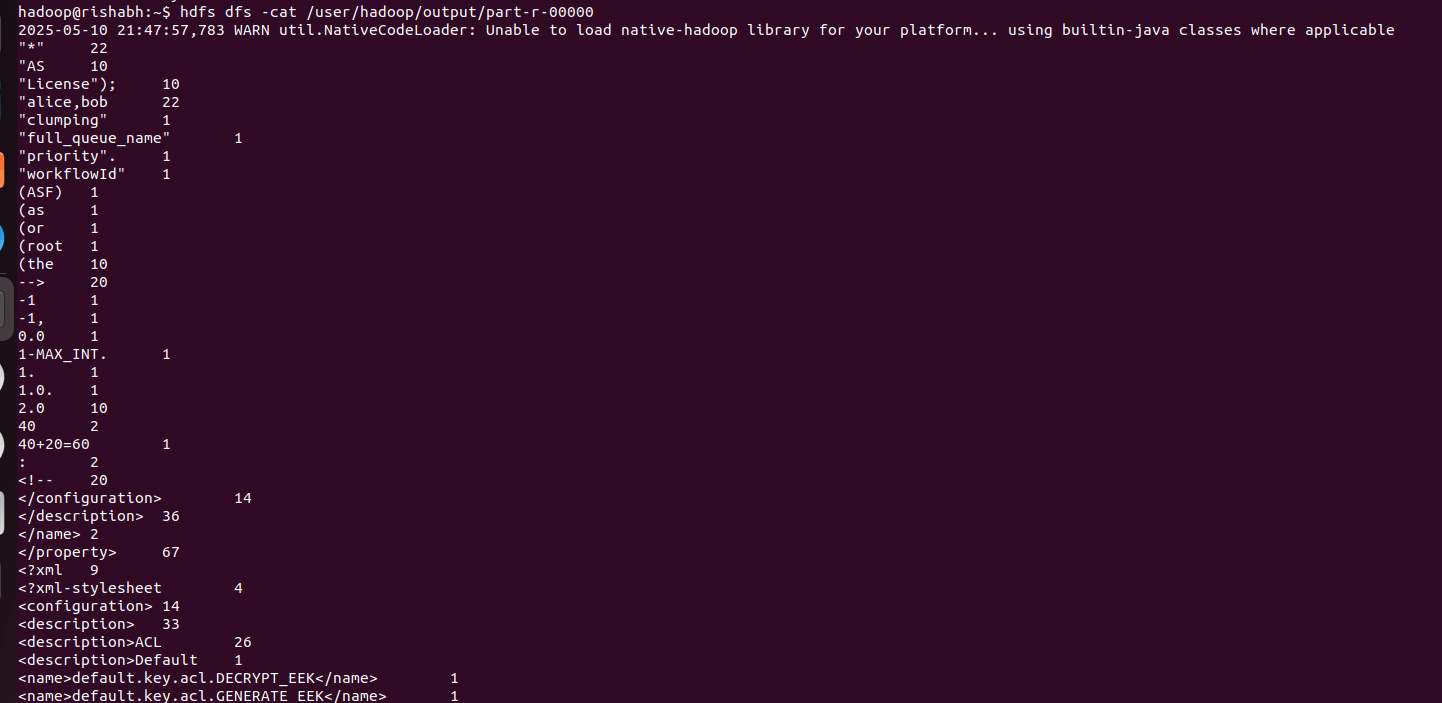 hadoop@rishabh:~$ hdfs dfs -cat /user/hadoop/output/part-r-00000
2025-05-10 21:47:57,783 WARN util.NativeCodeLoader: Unable to load native-hadoop library for your platform... using builtin-java classes where applicable
"*"	22
"AS	10
"License");	10
"alice,bob	22
"clumping"	1
"full_queue_name"	1
"priority".	1
"workflowId"	1
(ASF)	1
(as	1
(or	1
(root	1
(the	10
-->	20
-1	1
-1,	1
0.0	1
1-MAX_INT.	1
1.	1
1.0.	1
2.0	10
40	2
40+20=60	1
:	2
<!--	20
</configuration>	14
</description>	36
</name>	2
</property>	67
<?xml	9
<?xml-stylesheet	4
<configuration>	14
<description>	33
<description>ACL	26
<description>Default	1
<name>default.key.acl.DECRYPT_EEK</name>	1
<name>default.key.acl.GENERATE_EEK</name>	1